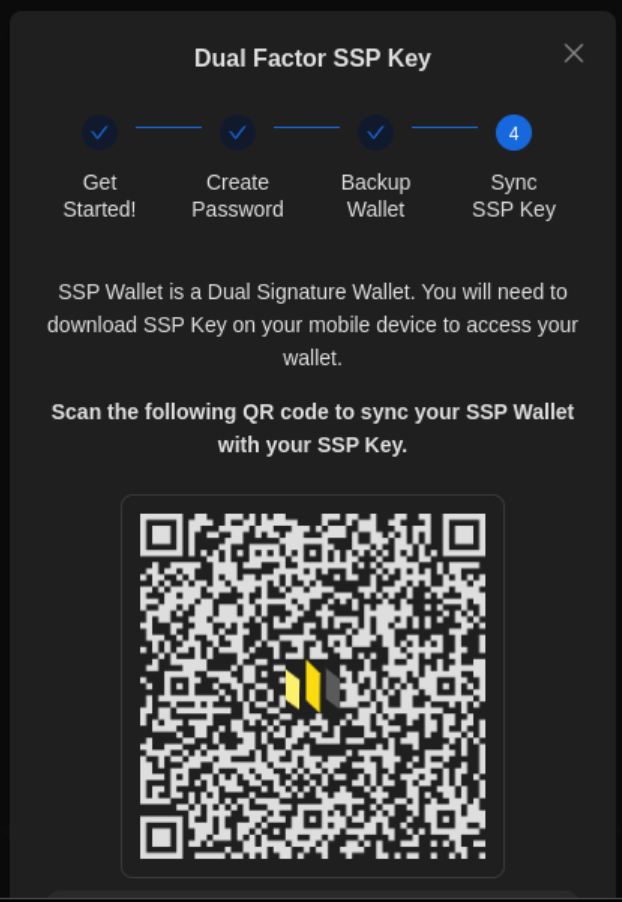 Dual Factor SSP Key
4
Get
Started!
Create
Password
Backup
Wallet
Sync
SSP Key
SSP Wallet is a Dual Signature Wallet. You will need to
download SSP Key on your mobile device to access your
wallet.
Scan the following QR code to sync your SSP Wallet
with your SSP Key.